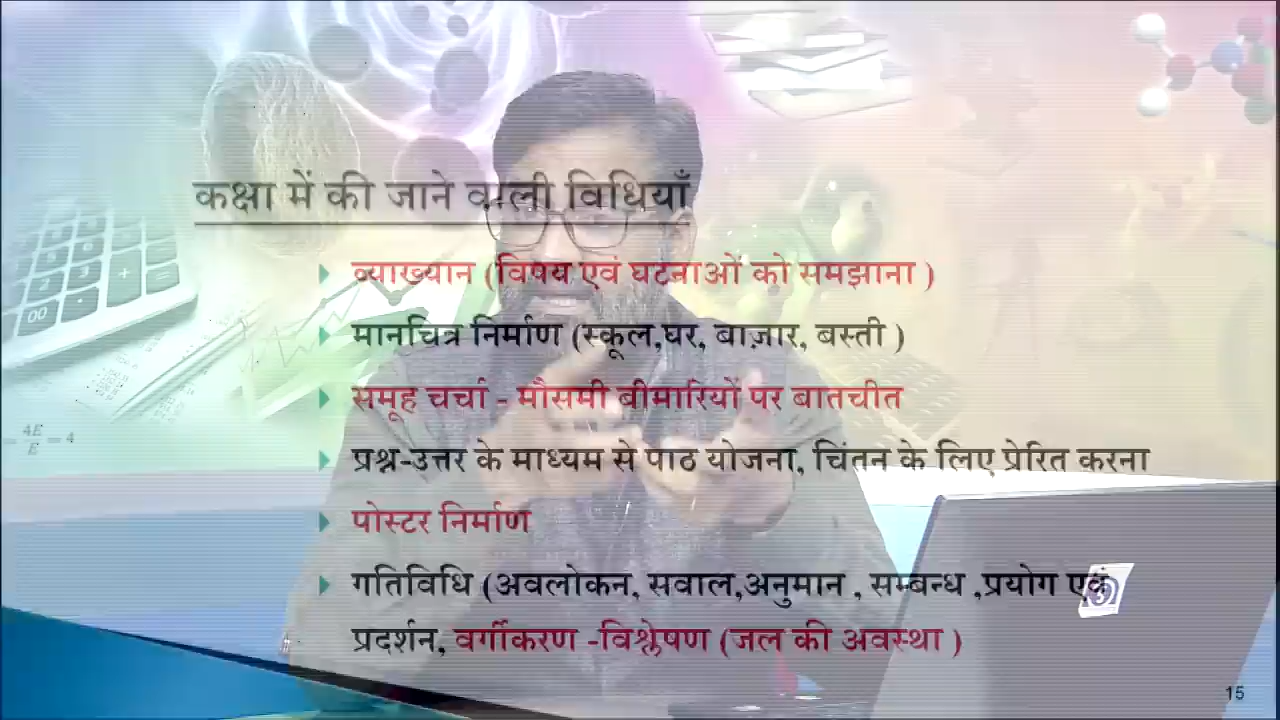 कक्षा में की जाने वाली विधियाँ
व्याख्यान (विषय एवं घटनाओं को समझाना )
मानचित्र निर्माण (स्कूल,घर, बाज़ार, बस्ती )
समूह चर्चा - मौसमी बीमारियों पर बातचीत
प्रश्न-उत्तर के माध्यम से पाठ योजना, चिंतन के लिए प्रेरित करना
पोस्टर निर्माण
गतिविधि (अवलोकन, सवाल,अनुमान , सम्बन्ध ,प्रयोग एवं
प्रदर्शन, वर्गीकरण -विश्लेषण (जल की अवस्था )
= 4E/E = 4
15